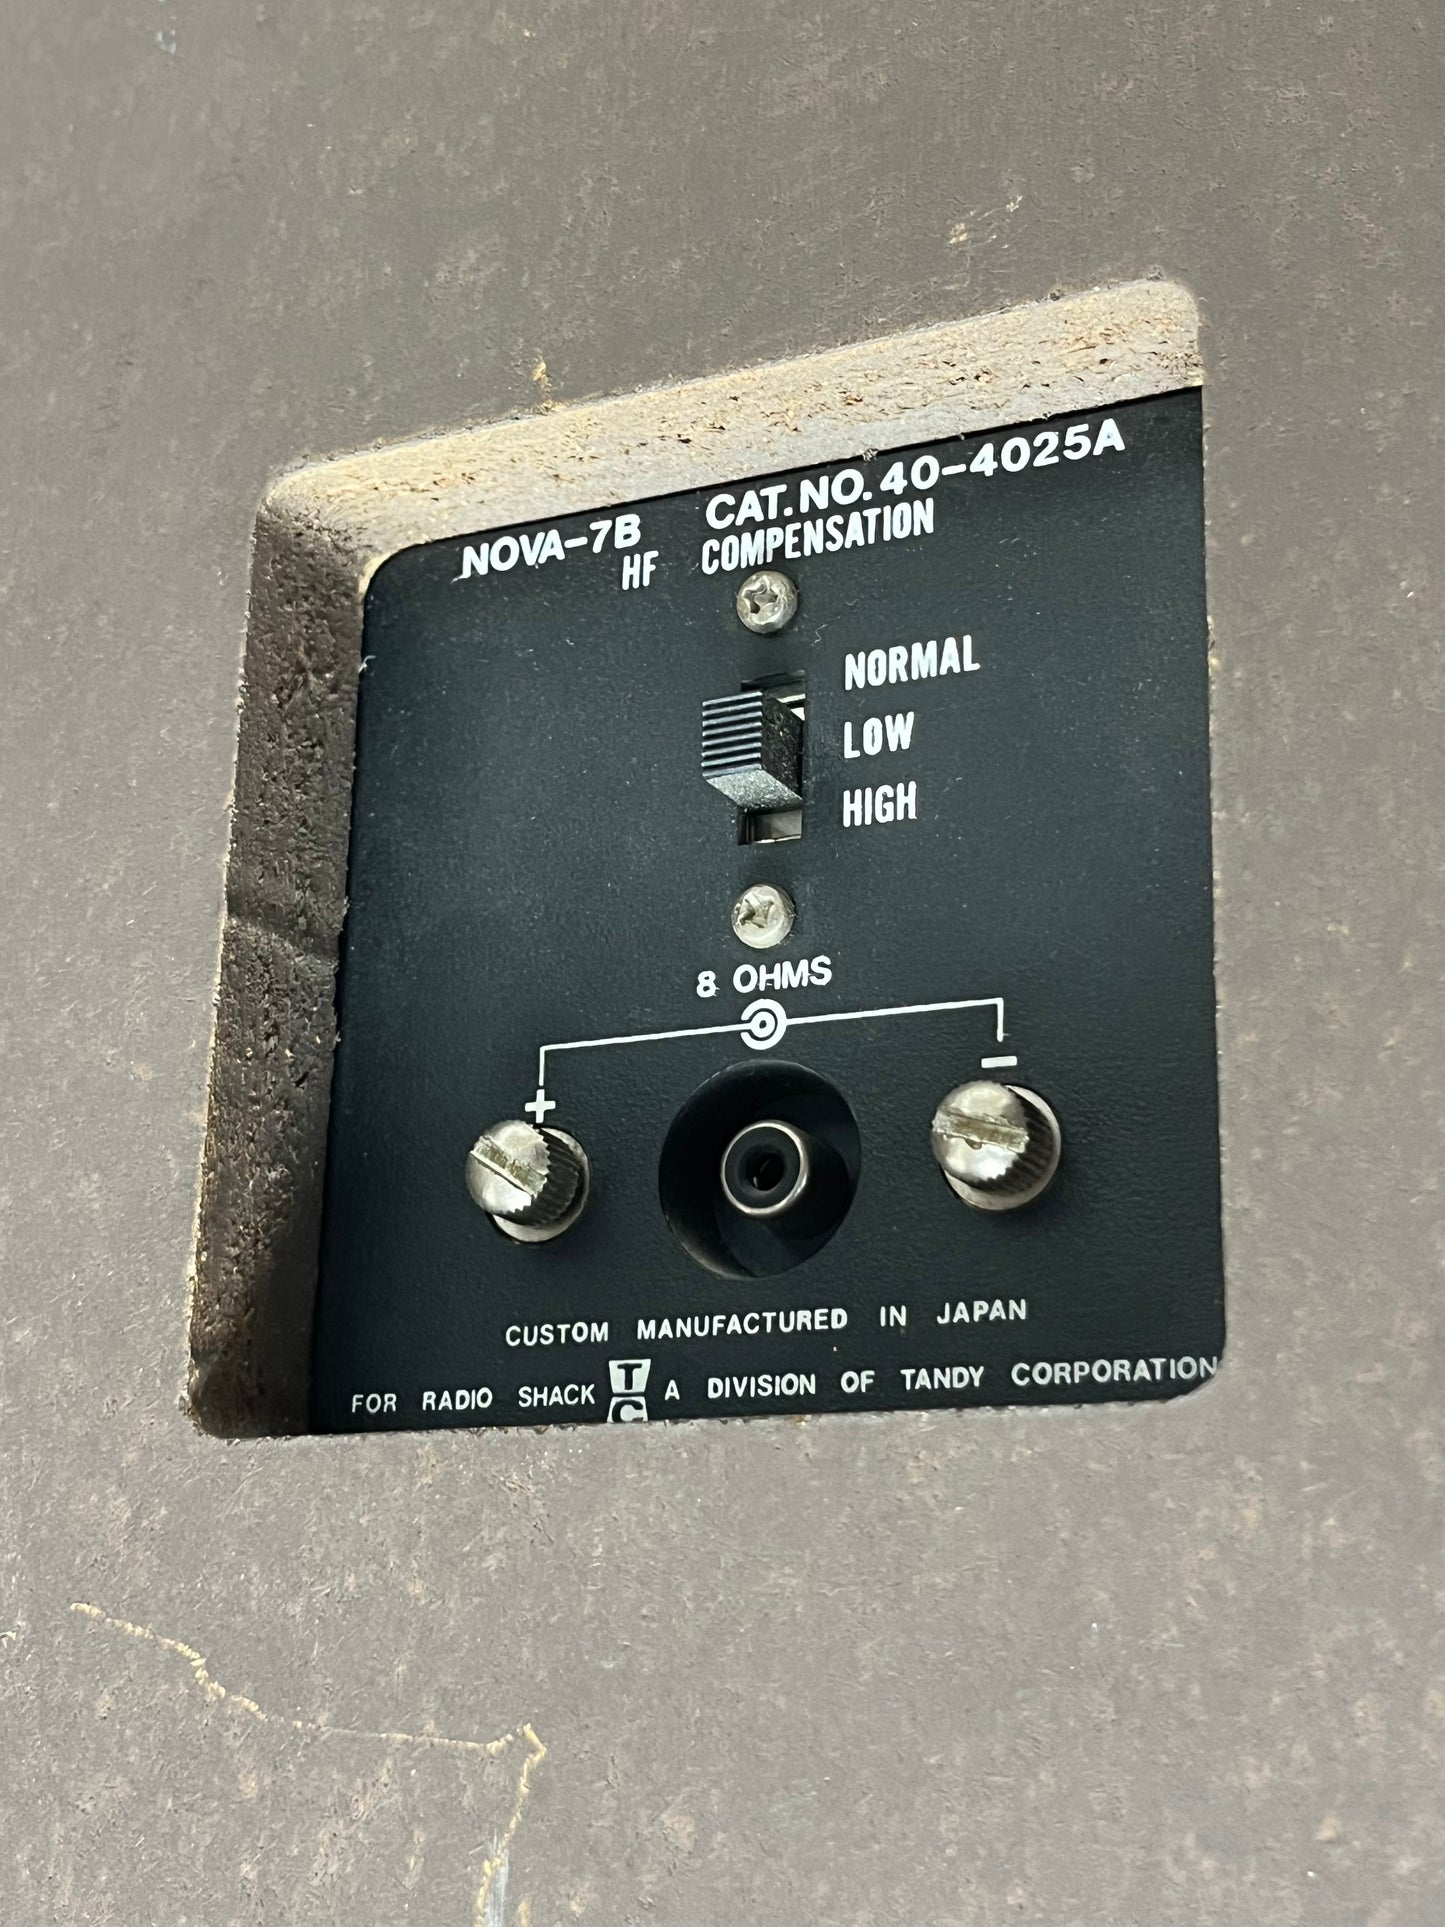 NOVA-7B CAT.NO. 40-4025A
HF COMPENSATION
NORMAL
LOW
HIGH
8 OHMS
+ −
CUSTOM MANUFACTURED IN JAPAN
FOR RADIO SHACK TC A DIVISION OF TANDY CORPORATION